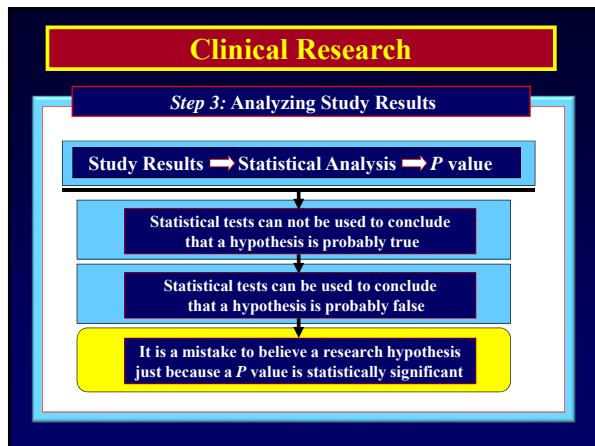 Clinical Research
Step 3: Analyzing Study Results
Study Results Statistical Analysis P value
Statistical tests can not be used to conclude
that a hypothesis is probably true
Statistical tests can be used to conclude
that a hypothesis is probably false
It is a mistake to believe a research hypothesis
just because a P value is statistically significant